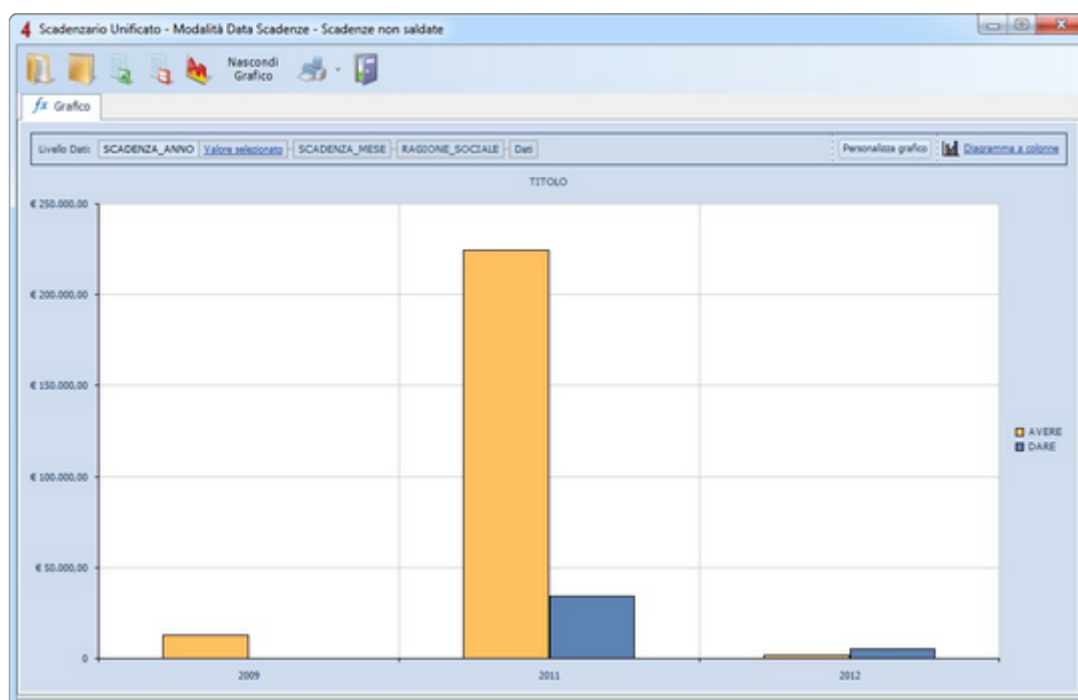 4 Scadenzario Unificato - Modalità Data Scadenze - Scadenze non saldate
Nascondi
Grafico
fx Grafico
Livello Dati: SCADENZA_ANNO Valore selezionato SCADENZA_MESE RAGIONE_SOCIALE Dati Personalizza grafico Diagramma a colonne
TITOLO
€ 250.000,00
€ 200.000,00
€ 150.000,00
€ 100.000,00
€ 50.000,00
0
2009 2011 2012
AVERE
DARE